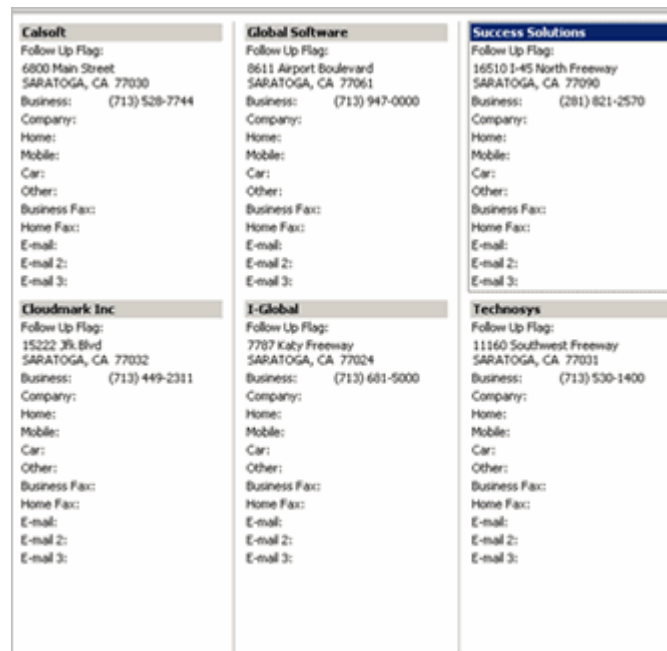 Calsoft
Follow Up Flag:
6800 Main Street
SARATOGA, CA 77030
Business: (713) 528-7744
Company:
Home:
Mobile:
Car:
Other:
Business Fax:
Home Fax:
E-mail:
E-mail 2:
E-mail 3:
Cloudmark Inc
Follow Up Flag:
15222 Jfk Blvd
SARATOGA, CA 77032
Business: (713) 449-2311
Company:
Home:
Mobile:
Car:
Other:
Business Fax:
Home Fax:
E-mail:
E-mail 2:
E-mail 3:
Global Software
Follow Up Flag:
8611 Airport Boulevard
SARATOGA, CA 77061
Business: (713) 947-0000
Company:
Home:
Mobile:
Car:
Other:
Business Fax:
Home Fax:
E-mail:
E-mail 2:
E-mail 3:
I-Global
Follow Up Flag:
7787 Katy Freeway
SARATOGA, CA 77024
Business: (713) 681-5000
Company:
Home:
Mobile:
Car:
Other:
Business Fax:
Home Fax:
E-mail:
E-mail 2:
E-mail 3:
Success Solutions
Follow Up Flag:
16510 I-45 North Freeway
SARATOGA, CA 77090
Business: (281) 821-2570
Company:
Home:
Mobile:
Car:
Other:
Business Fax:
Home Fax:
E-mail:
E-mail 2:
E-mail 3:
Technosys
Follow Up Flag:
11160 Southwest Freeway
SARATOGA, CA 77031
Business: (713) 530-1400
Company:
Home:
Mobile:
Car:
Other:
Business Fax:
Home Fax:
E-mail:
E-mail 2:
E-mail 3: